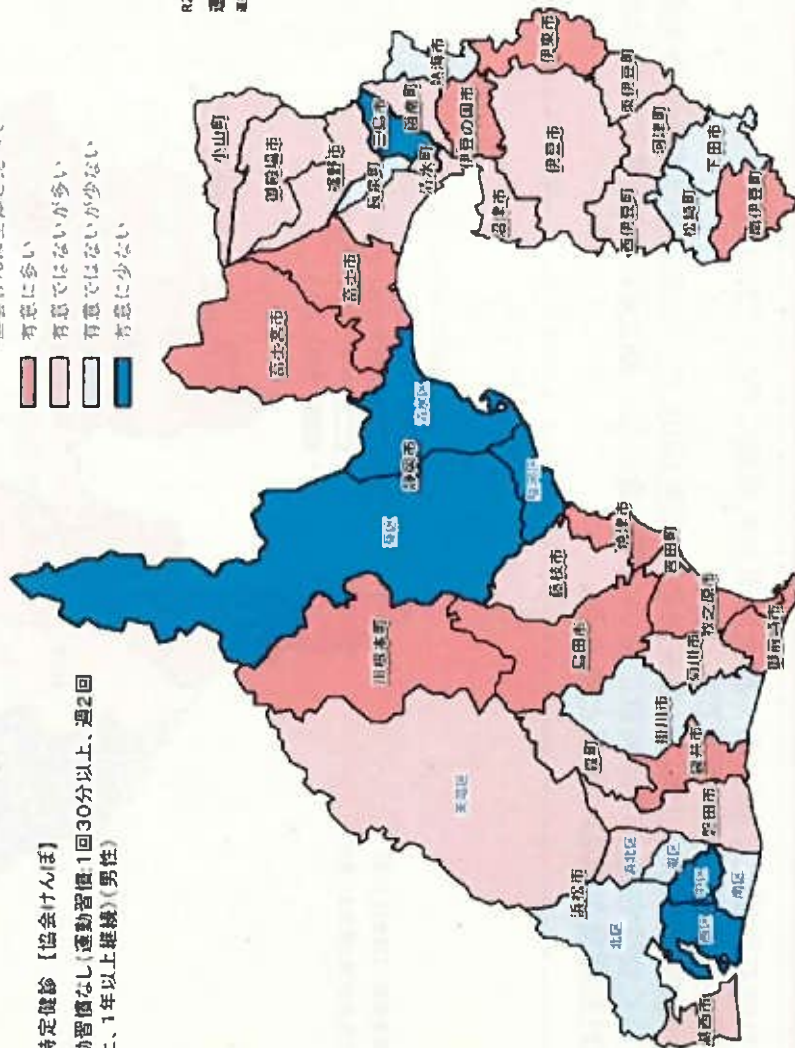 定健診 【協会けんぽ】
習慣なし(運動習慣:1回30分以上、週2回
、1年以上継続)(男性)
有意に多い
有意ではないが多い
有意ではないが少ない
有意に少ない
小山町
御殿場市
裾野市
長泉町
三島市
函南町
熱海市
清水町
沼津市
伊豆の国市
伊東市
伊豆市
東伊豆町
西伊豆町
河津町
松崎町
下田市
南伊豆町
富士宮市
富士市
静岡市
葵区
清水区
駿河区
川根本町
島田市
藤枝市
焼津市
吉田町
牧之原市
御前崎市
菊川市
掛川市
森町
袋井市
磐田市
浜松市
天竜区
浜北区
北区
東区
中区
西区
南区
湖西市